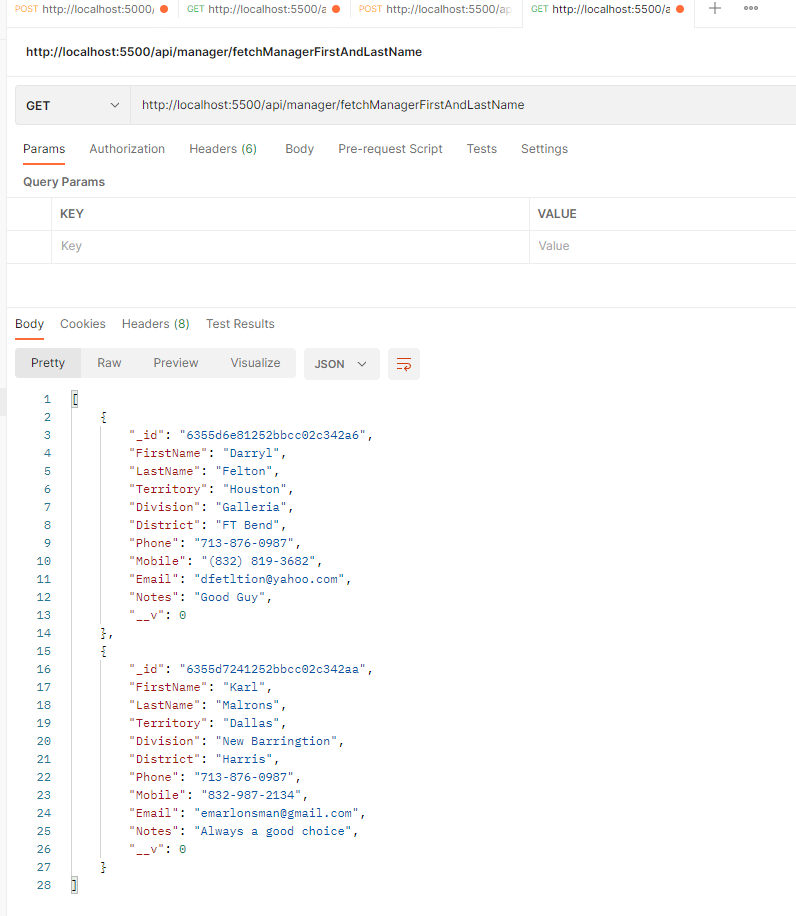 POST http://localhost:5000/ GET http://localhost:5500/a POST http://localhost:5500/ap GET http://localhost:5500/a
http://localhost:5500/api/manager/fetchManagerFirstAndLastName
GET http://localhost:5500/api/manager/fetchManagerFirstAndLastName
Params Authorization Headers (6) Body Pre-request Script Tests Settings
Query Params
KEY VALUE
Key Value
Body Cookies Headers (8) Test Results
Pretty Raw Preview Visualize JSON
1 [
2 {
3 "_id": "6355d6e81252bbcc02c342a6",
4 "FirstName": "Darryl",
5 "LastName": "Felton",
6 "Territory": "Houston",
7 "Division": "Galleria",
8 "District": "FT Bend",
9 "Phone": "713-876-0987",
10 "Mobile": "(832) 819-3682",
11 "Email": "dfetltion@yahoo.com",
12 "Notes": "Good Guy",
13 "__v": 0
14 },
15 {
16 "_id": "6355d7241252bbcc02c342aa",
17 "FirstName": "Karl",
18 "LastName": "Malrons",
19 "Territory": "Dallas",
20 "Division": "New Barringtion",
21 "District": "Harris",
22 "Phone": "713-876-0987",
23 "Mobile": "832-987-2134",
24 "Email": "emarlonsman@gmail.com",
25 "Notes": "Always a good choice",
26 "__v": 0
27 }
28 ]